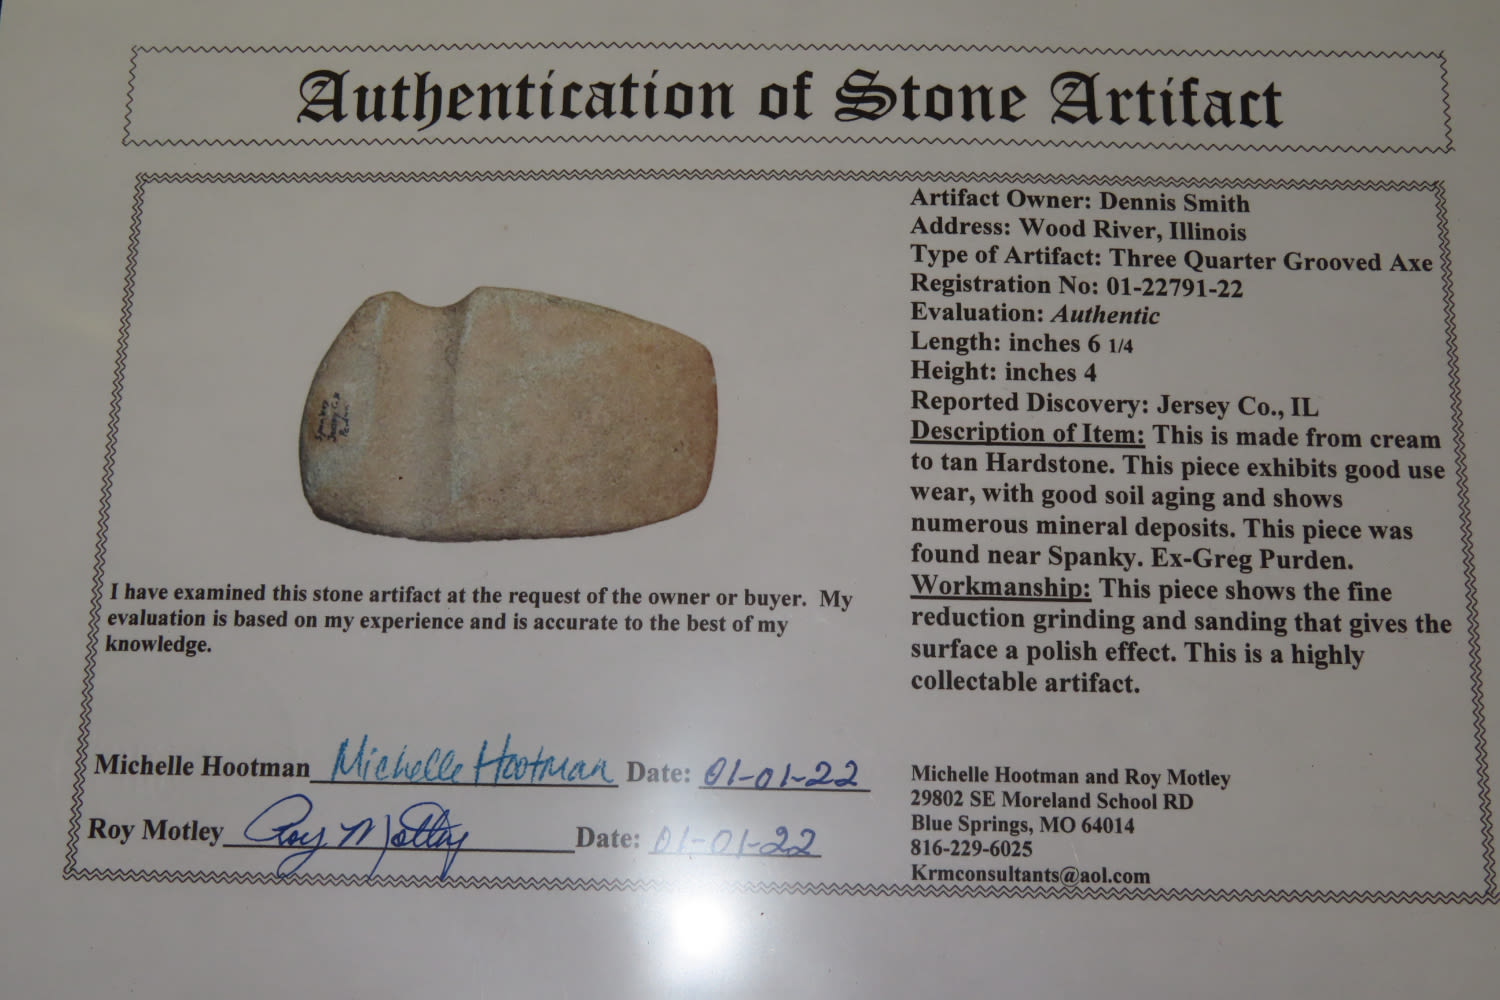 Authentication of Stone Artifact
Artifact Owner: Dennis Smith
Address: Wood River, Illinois
Type of Artifact: Three Quarter Grooved Axe
Registration No: 01-22791-22
Evaluation: Authentic
Length: inches 6 1/4
Height: inches 4
Reported Discovery: Jersey Co., IL
Description of Item: This is made from cream
to tan Hardstone. This piece exhibits good use
wear, with good soil aging and shows
numerous mineral deposits. This piece was
found near Spanky. Ex-Greg Purden.
Workmanship: This piece shows the fine
reduction grinding and sanding that gives the
surface a polish effect. This is a highly
collectable artifact.
I have examined this stone artifact at the request of the owner or buyer. My
evaluation is based on my experience and is accurate to the best of my
knowledge.
Michelle Hootman Michelle Hootman Date: 01-01-22
Roy Motley Roy Motley Date: 01-01-22
Michelle Hootman and Roy Motley
29802 SE Moreland School RD
Blue Springs, MO 64014
816-229-6025
Krmconsultants@aol.com